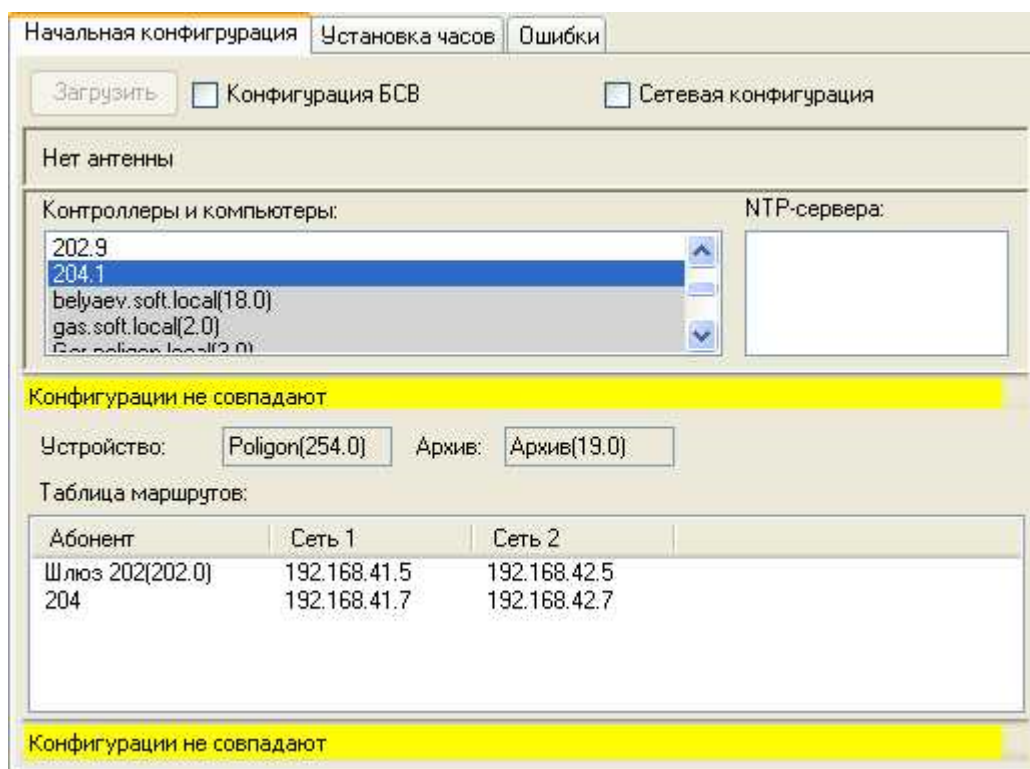 Начальная конфигрурация Установка часов Ошибки
Загрузить Конфигурация БСВ Сетевая конфигурация
Нет антенны
Контроллеры и компьютеры: NTP-сервера:
202.9
204.1
belyaev.soft.local(18.0)
gas.soft.local(2.0)
Конфигурации не совпадают
Устройство: Poligon(254.0) Архив: Архив(19.0)
Таблица маршрутов:
Абонент Сеть 1 Сеть 2
Шлюз 202(202.0) 192.168.41.5 192.168.42.5
204 192.168.41.7 192.168.42.7
Конфигурации не совпадают